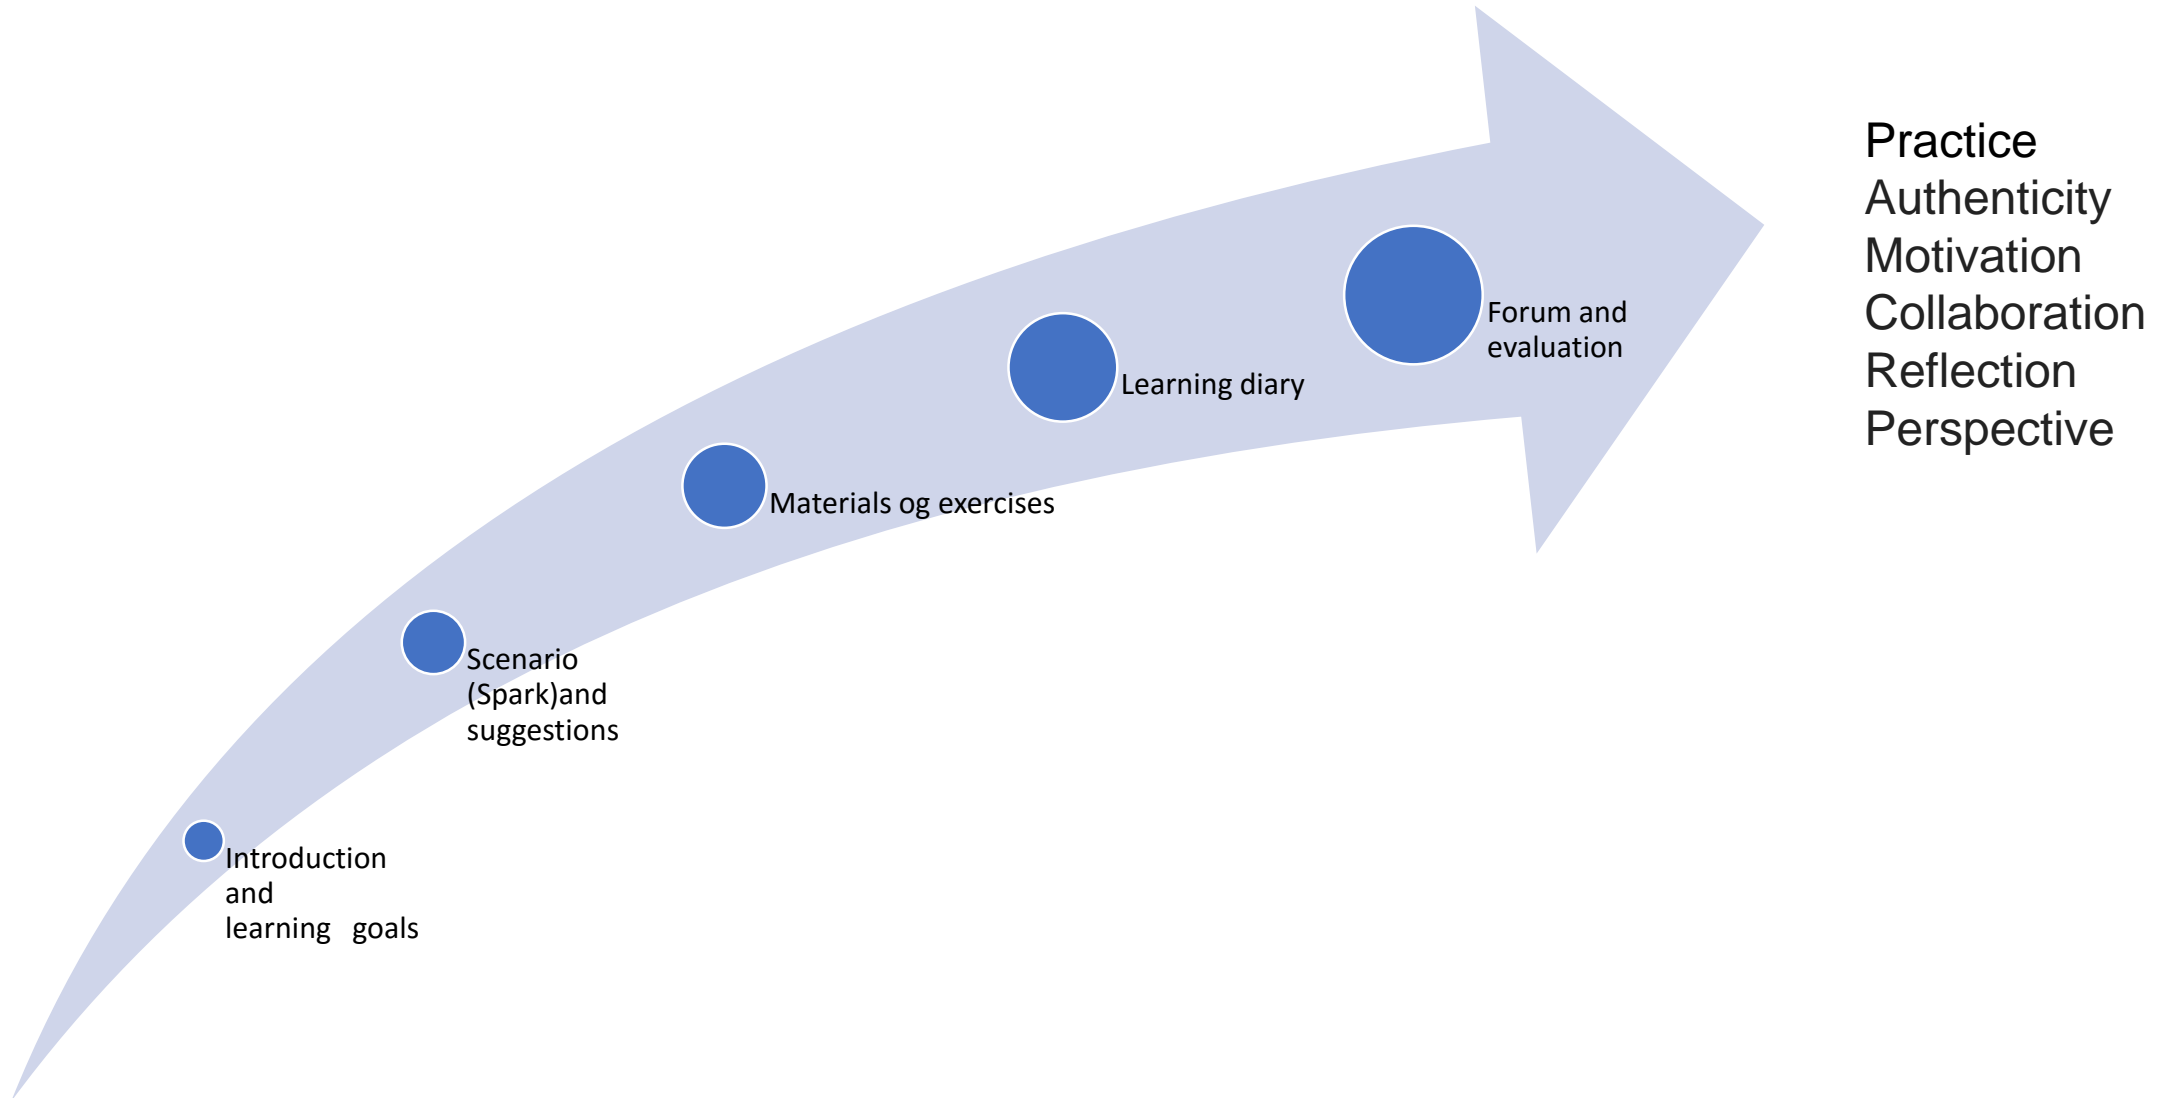 Introduction
and
learning goals
Scenario
(Spark)and
suggestions
Materials og exercises
Learning diary
Forum and
evaluation
Practice
Authenticity
Motivation
Collaboration
Reflection
Perspective